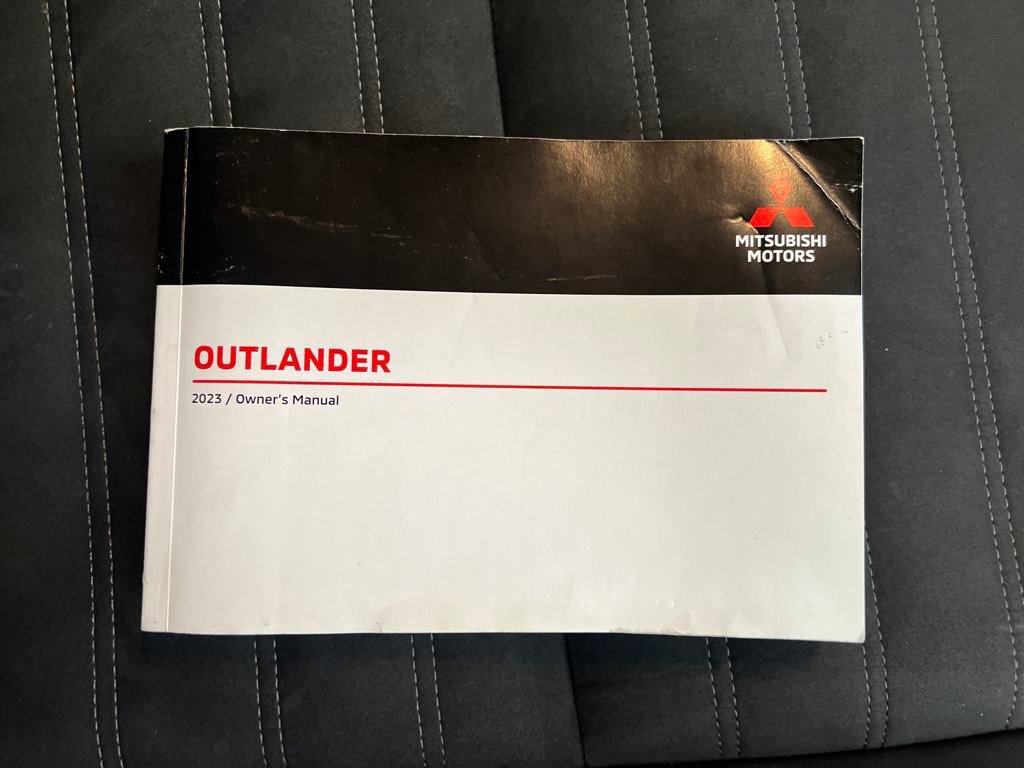 MITSUBISHI
MOTORS
OUTLANDER
2023 / Owner's Manual